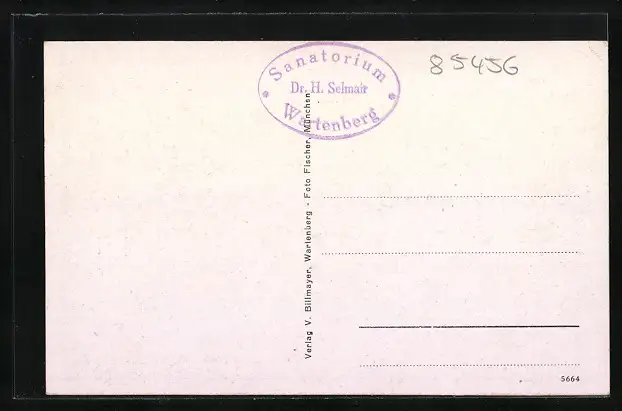 Sanatorium
Dr. H. Selmair
Wartenberg
85456
Verlag V. Billmayer, Wartenberg - Foto Fischer, München
5664